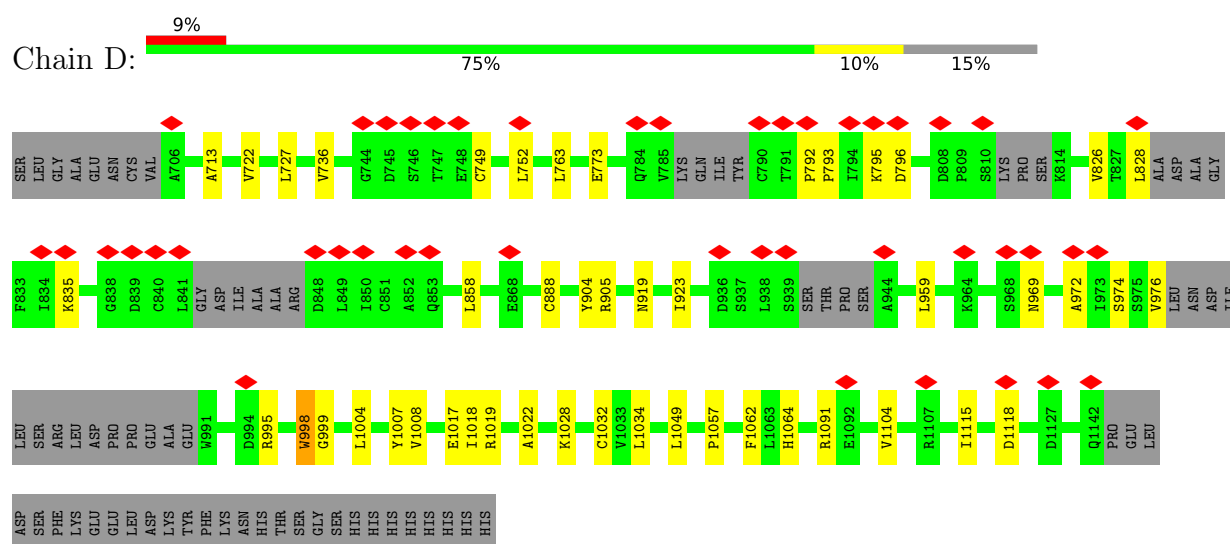 9%
Chain D:
75% 10% 15%
SER LEU GLY ALA GLU ASN CYS VAL A706 A713 V722 L727 V736 G744 D745 S746 T747 E748 C749 L752 L763 E773 Q784 V785 LYS GLN ILE TYR C790 T791 P792 P793 I794 K795 D796 D808 P809 S810 LYS PRO SER K814 V826 T827 L828 ALA ASP ALA GLY
F833 I834 K835 G838 D839 C840 L841 GLY ASP ILE ALA ALA ARG D848 L849 I850 C851 A852 Q853 L858 E868 C888 Y904 R905 N919 I923 D936 S937 L938 S939 SER THR PRO SER A944 L959 K964 S968 N969 A972 I973 S974 S975 V976 LEU ASN ASP ILE
LEU SER ARG LEU ASP PRO PRO GLU ALA GLU W991 D994 R995 W998 G999 L1004 Y1007 V1008 E1017 I1018 R1019 A1022 K1028 C1032 V1033 L1034 L1049 P1057 F1062 L1063 H1064 R1091 E1092 V1104 R1107 I1115 D1118 D1127 Q1142 PRO GLU LEU
ASP SER PHE LYS GLU GLU LEU ASP LYS TYR PHE LYS ASN HIS THR SER GLY SER HIS HIS HIS HIS HIS HIS HIS